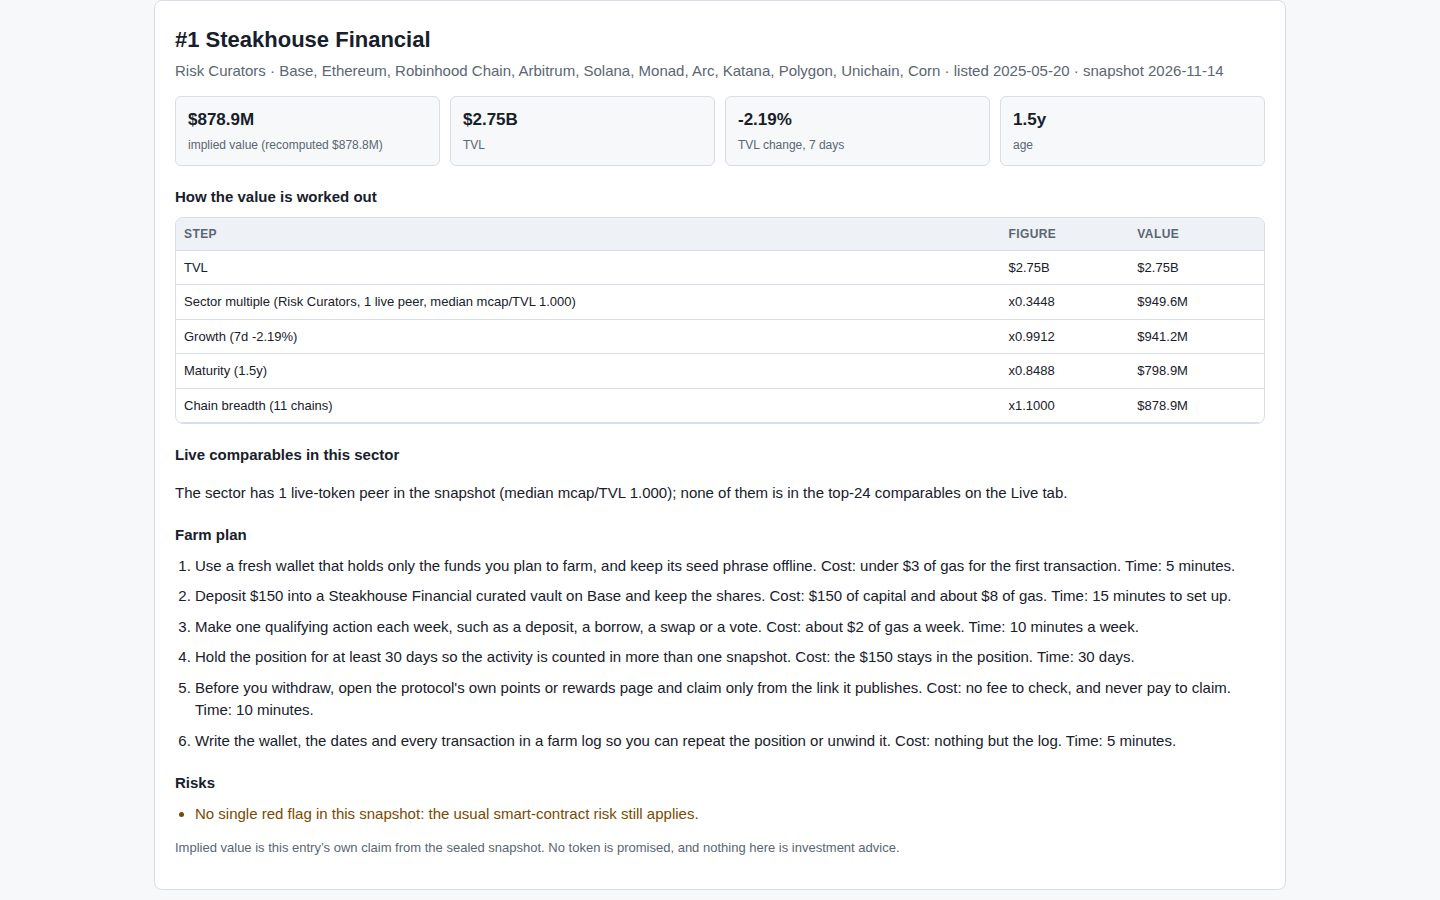 #1 Steakhouse Financial
Risk Curators · Base, Ethereum, Robinhood Chain, Arbitrum, Solana, Monad, Arc, Katana, Polygon, Unichain, Corn · listed 2025-05-20 · snapshot 2026-11-14
$878.9M
implied value (recomputed $878.8M)
$2.75B
TVL
-2.19%
TVL change, 7 days
1.5y
age
How the value is worked out
STEP FIGURE VALUE
TVL $2.75B $2.75B
Sector multiple (Risk Curators, 1 live peer, median mcap/TVL 1.000) x0.3448 $949.6M
Growth (7d -2.19%) x0.9912 $941.2M
Maturity (1.5y) x0.8488 $798.9M
Chain breadth (11 chains) x1.1000 $878.9M
Live comparables in this sector
The sector has 1 live-token peer in the snapshot (median mcap/TVL 1.000); none of them is in the top-24 comparables on the Live tab.
Farm plan
1. Use a fresh wallet that holds only the funds you plan to farm, and keep its seed phrase offline. Cost: under $3 of gas for the first transaction. Time: 5 minutes.
2. Deposit $150 into a Steakhouse Financial curated vault on Base and keep the shares. Cost: $150 of capital and about $8 of gas. Time: 15 minutes to set up.
3. Make one qualifying action each week, such as a deposit, a borrow, a swap or a vote. Cost: about $2 of gas a week. Time: 10 minutes a week.
4. Hold the position for at least 30 days so the activity is counted in more than one snapshot. Cost: the $150 stays in the position. Time: 30 days.
5. Before you withdraw, open the protocol's own points or rewards page and claim only from the link it publishes. Cost: no fee to check, and never pay to claim.
Time: 10 minutes.
6. Write the wallet, the dates and every transaction in a farm log so you can repeat the position or unwind it. Cost: nothing but the log. Time: 5 minutes.
Risks
• No single red flag in this snapshot: the usual smart-contract risk still applies.
Implied value is this entry's own claim from the sealed snapshot. No token is promised, and nothing here is investment advice.